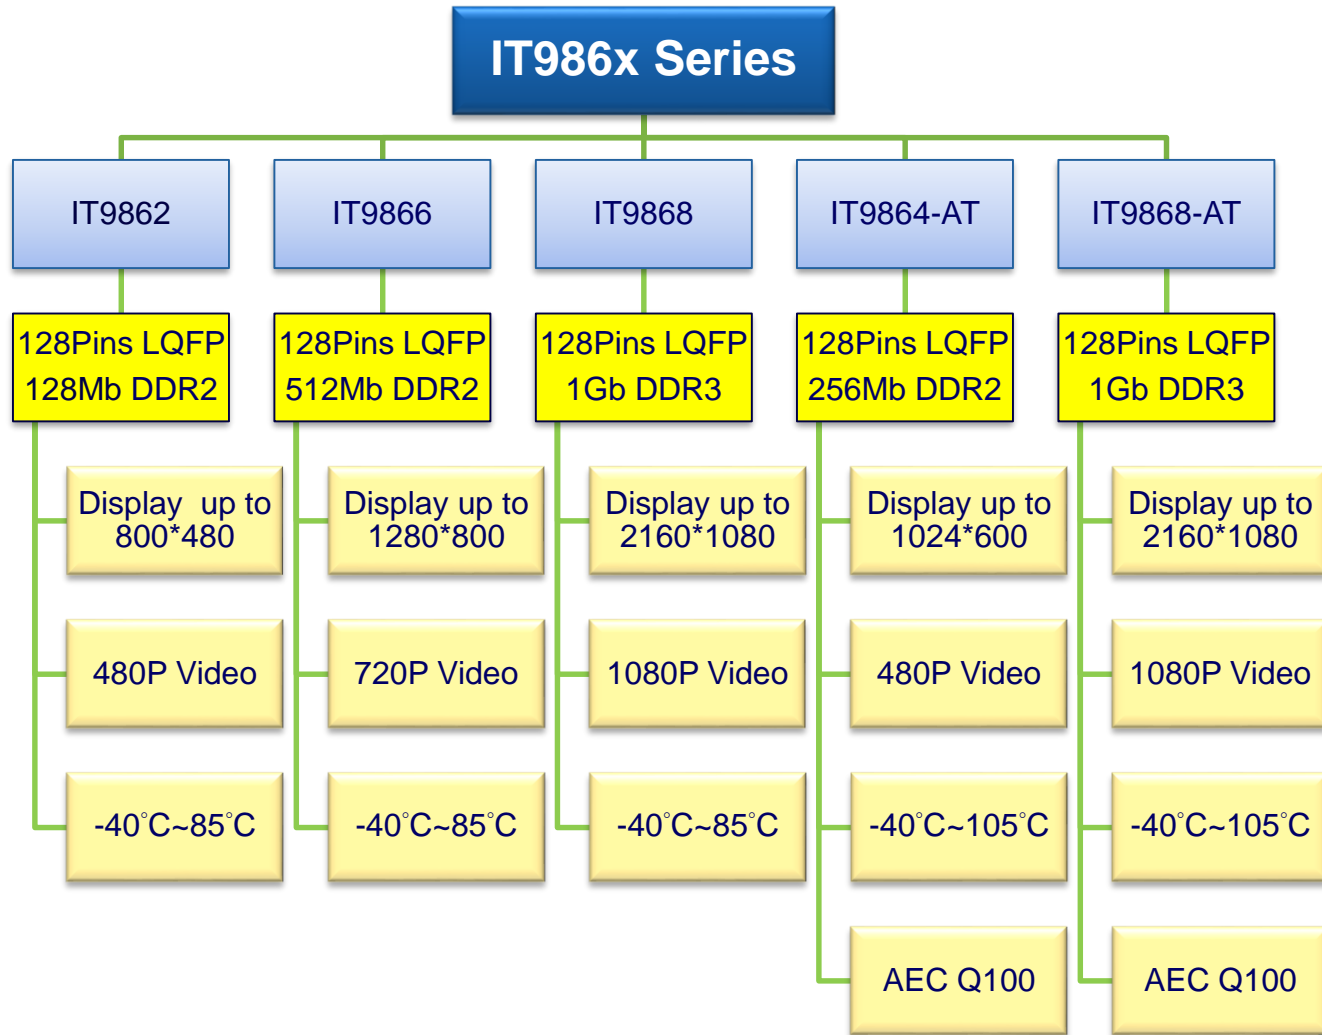 IT986x Series
IT9862
IT9866
IT9868
IT9864-AT
IT9868-AT
128Pins LQFP
128Mb DDR2
128Pins LQFP
512Mb DDR2
128Pins LQFP
1Gb DDR3
128Pins LQFP
256Mb DDR2
128Pins LQFP
1Gb DDR3
Display up to
800*480
Display up to
1280*800
Display up to
2160*1080
Display up to
1024*600
Display up to
2160*1080
480P Video
720P Video
1080P Video
480P Video
1080P Video
-40°C~85°C
-40°C~85°C
-40°C~85°C
-40°C~105°C
-40°C~105°C
AEC Q100
AEC Q100